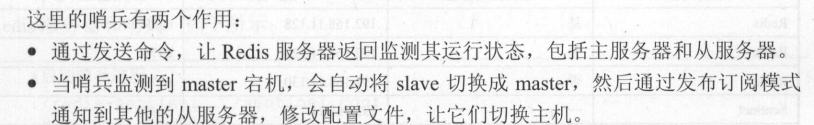 这里的哨兵有两个作用：
● 通过发送命令，让 Redis 服务器返回监测其运行状态，包括主服务器和从服务器。
● 当哨兵监测到 master 宕机，会自动将 slave 切换成 master，然后通过发布订阅模式
通知到其他的从服务器，修改配置文件，让它们切换主机。